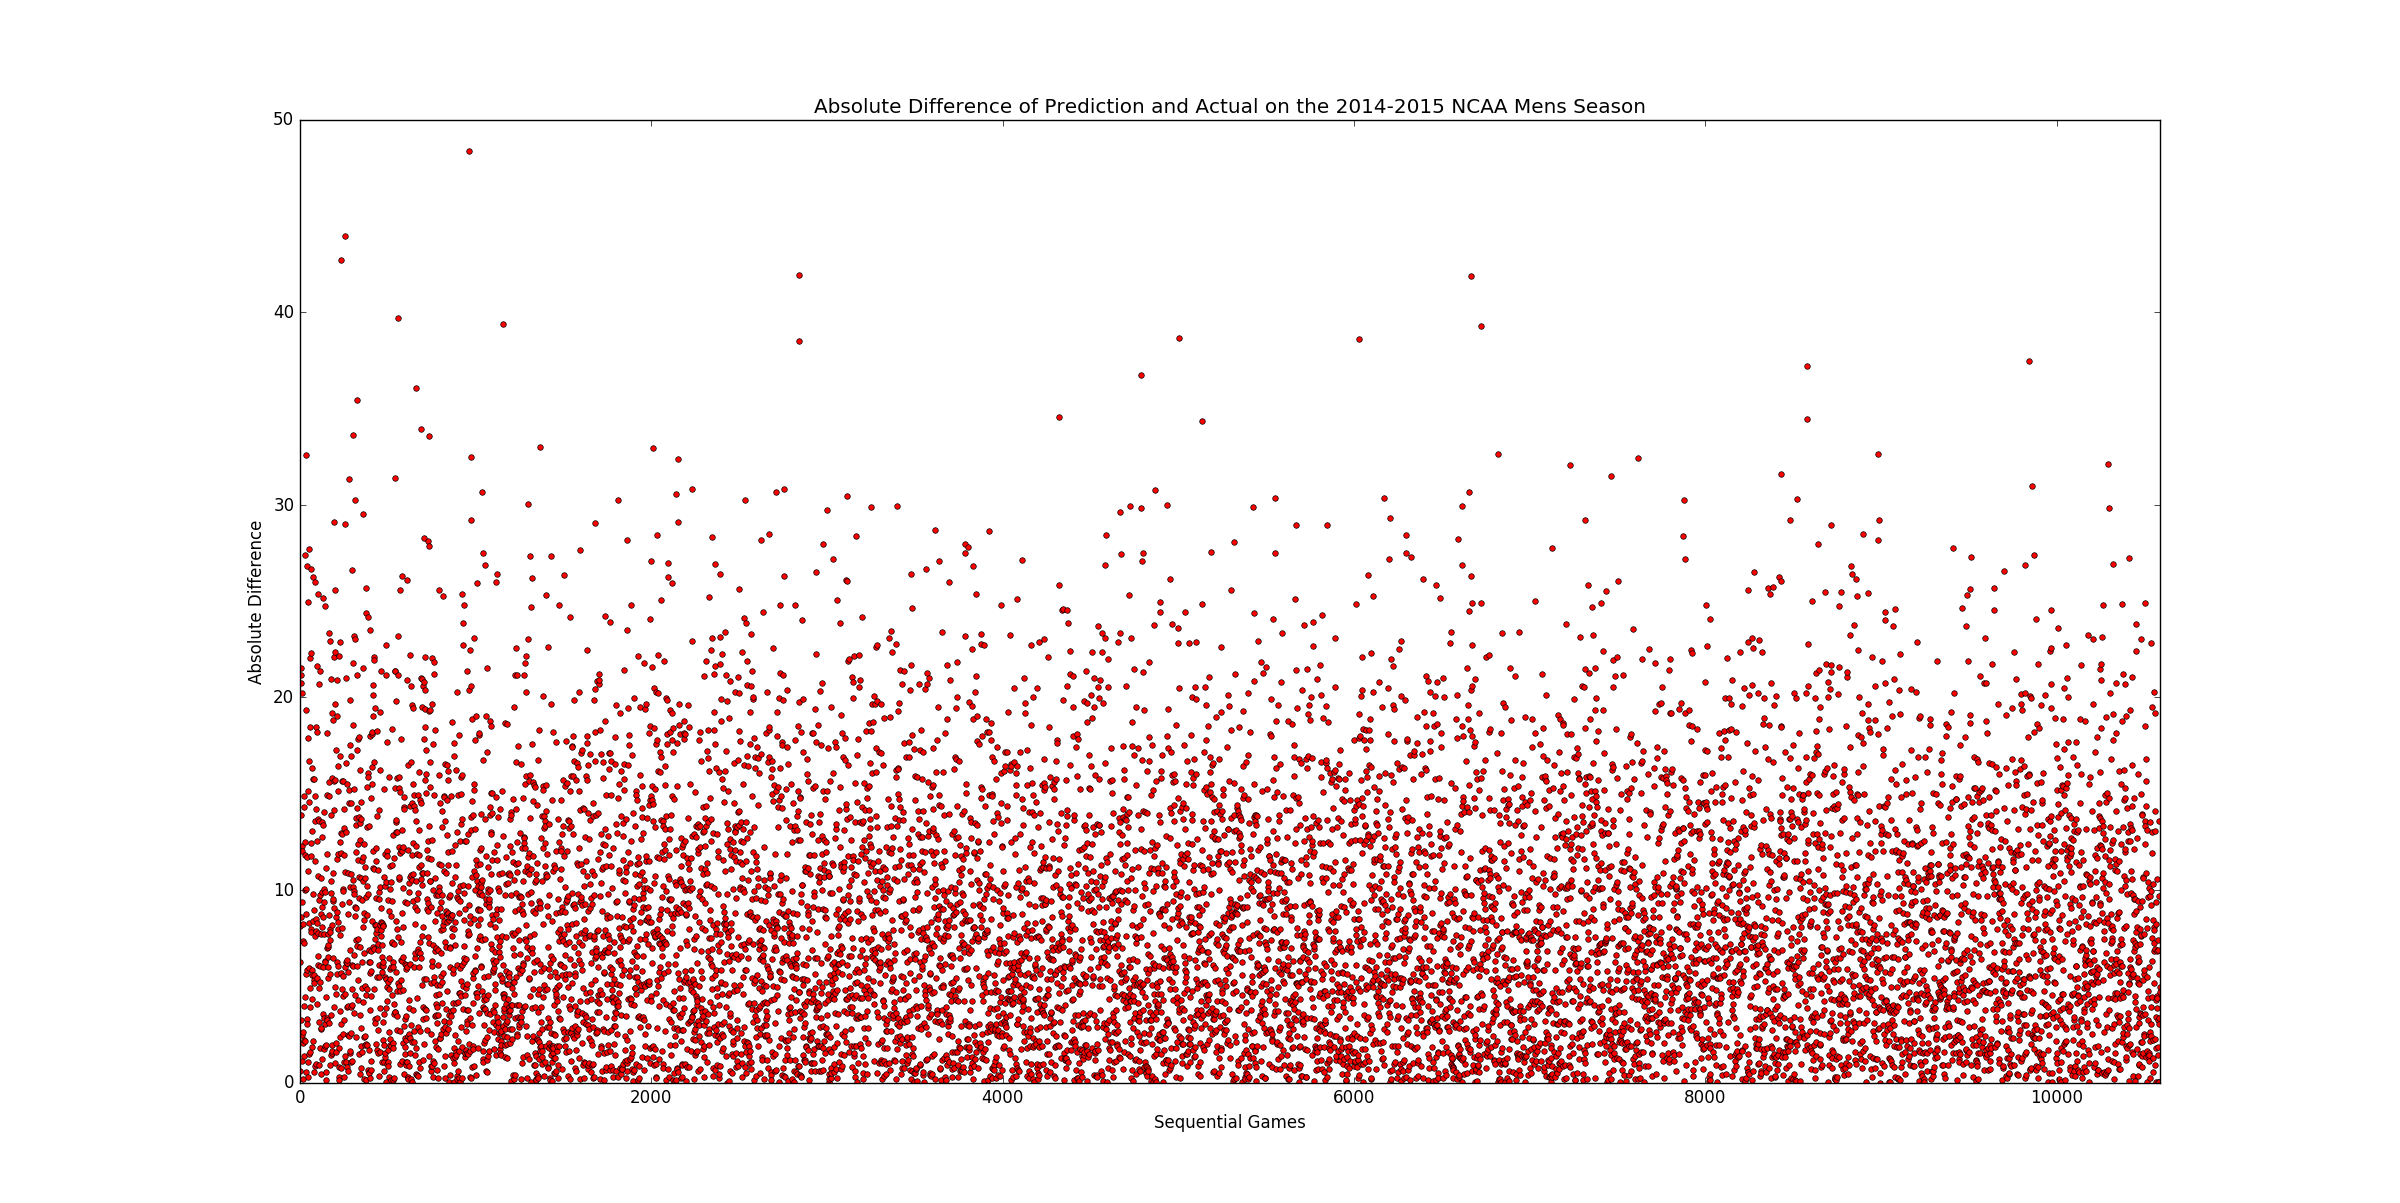 Absolute Difference of Prediction and Actual on the 2014-2015 NCAA Mens Season
50
40
30
20
10
0
Absolute Difference
0 2000 4000 6000 8000 10000
Sequential Games